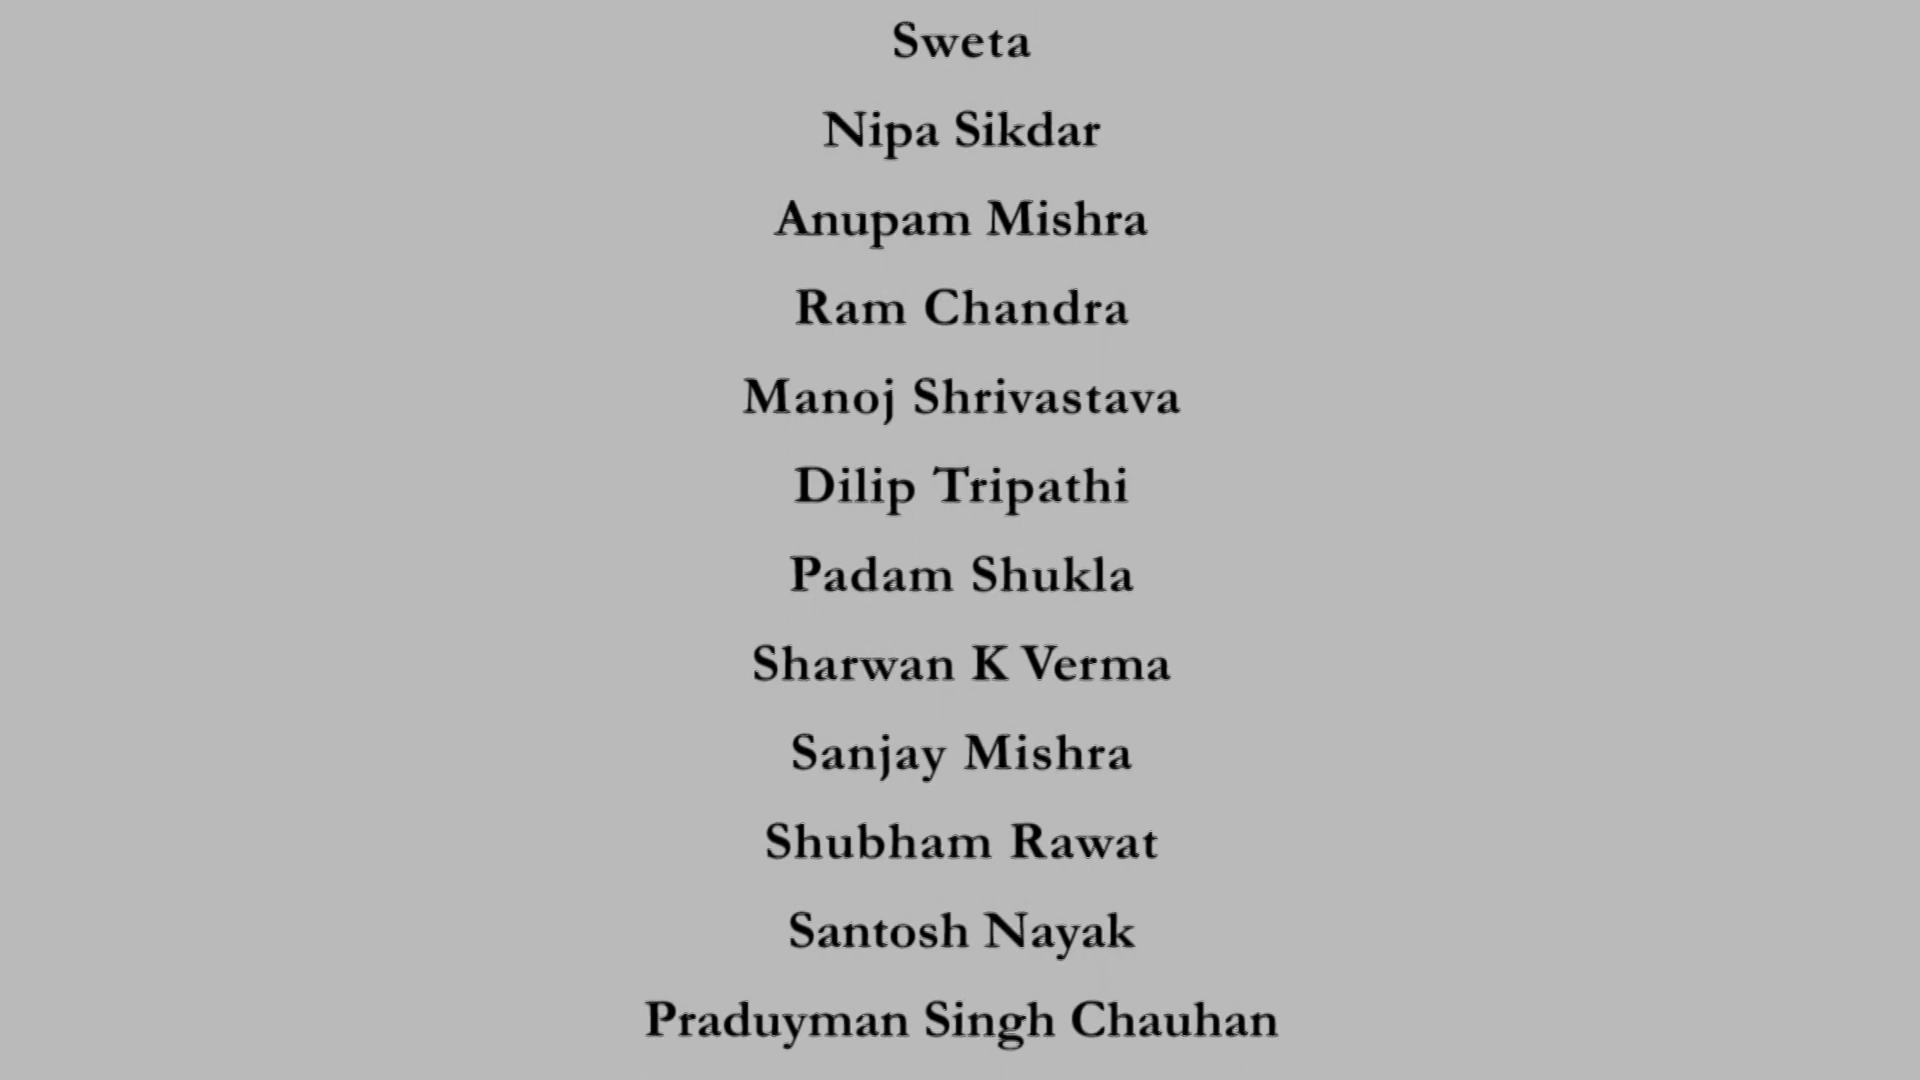 Sweta
Nipa Sikdar
Anupam Mishra
Ram Chandra
Manoj Shrivastava
Dilip Tripathi
Padam Shukla
Sharwan K Verma
Sanjay Mishra
Shubham Rawat
Santosh Nayak
Praduyman Singh Chauhan